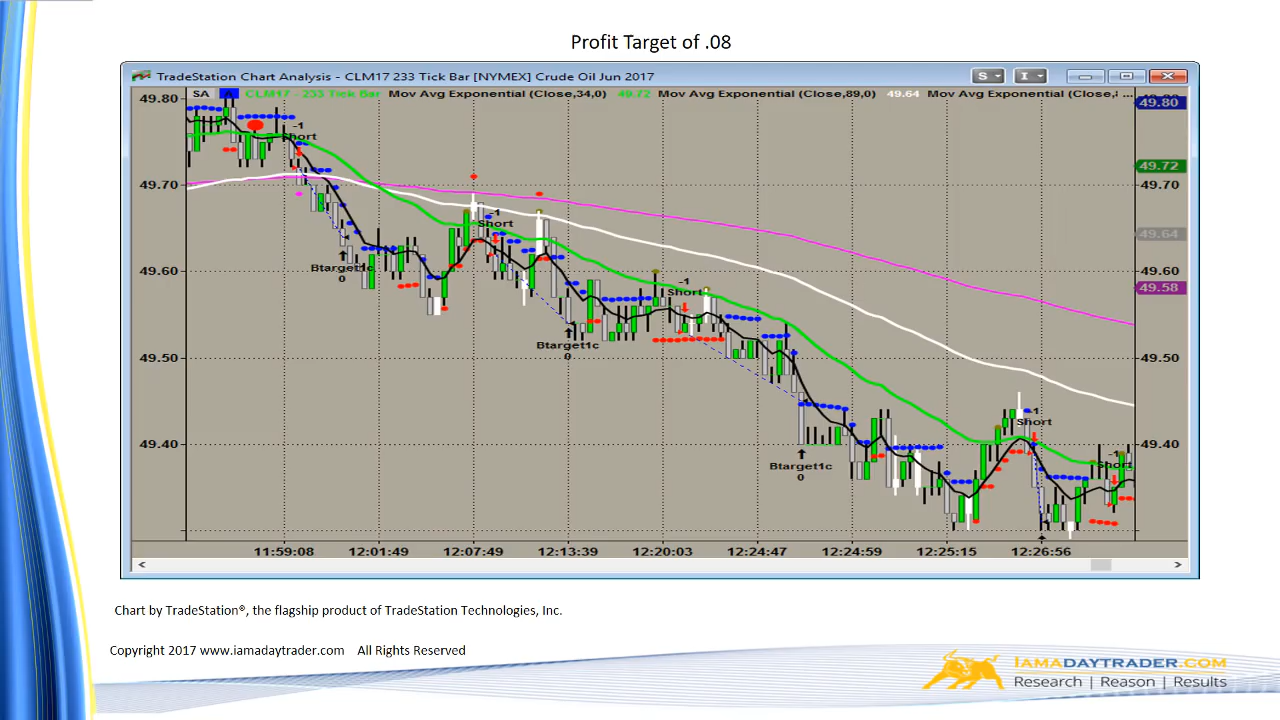 Profit Target of .08
TradeStation Chart Analysis - CLM17 233 Tick Bar [NYMEX] Crude Oil Jun 2017
S I
SA A CLM17 - 233 Tick Bar Mov Avg Exponential (Close,34,0) 49.72 Mov Avg Exponential (Close,89,0) 49.64 Mov Avg Exponential (Close, ...
49.80 49.80
-1
Short
49.72
49.70 49.70
-1
Short
49.64
Btarget1c
0
49.60 49.60
-1
Short
49.58
Btarget1c
0
49.50 49.50
-1
Short
49.40 49.40
Btarget1c
0
-1
Short
11:59:08 12:01:49 12:07:49 12:13:39 12:20:03 12:24:47 12:24:59 12:25:15 12:26:56
Chart by TradeStation®, the flagship product of TradeStation Technologies, Inc.
Copyright 2017 www.iamadaytrader.com All Rights Reserved
IAMADAYTRADER.COM
Research | Reason | Results